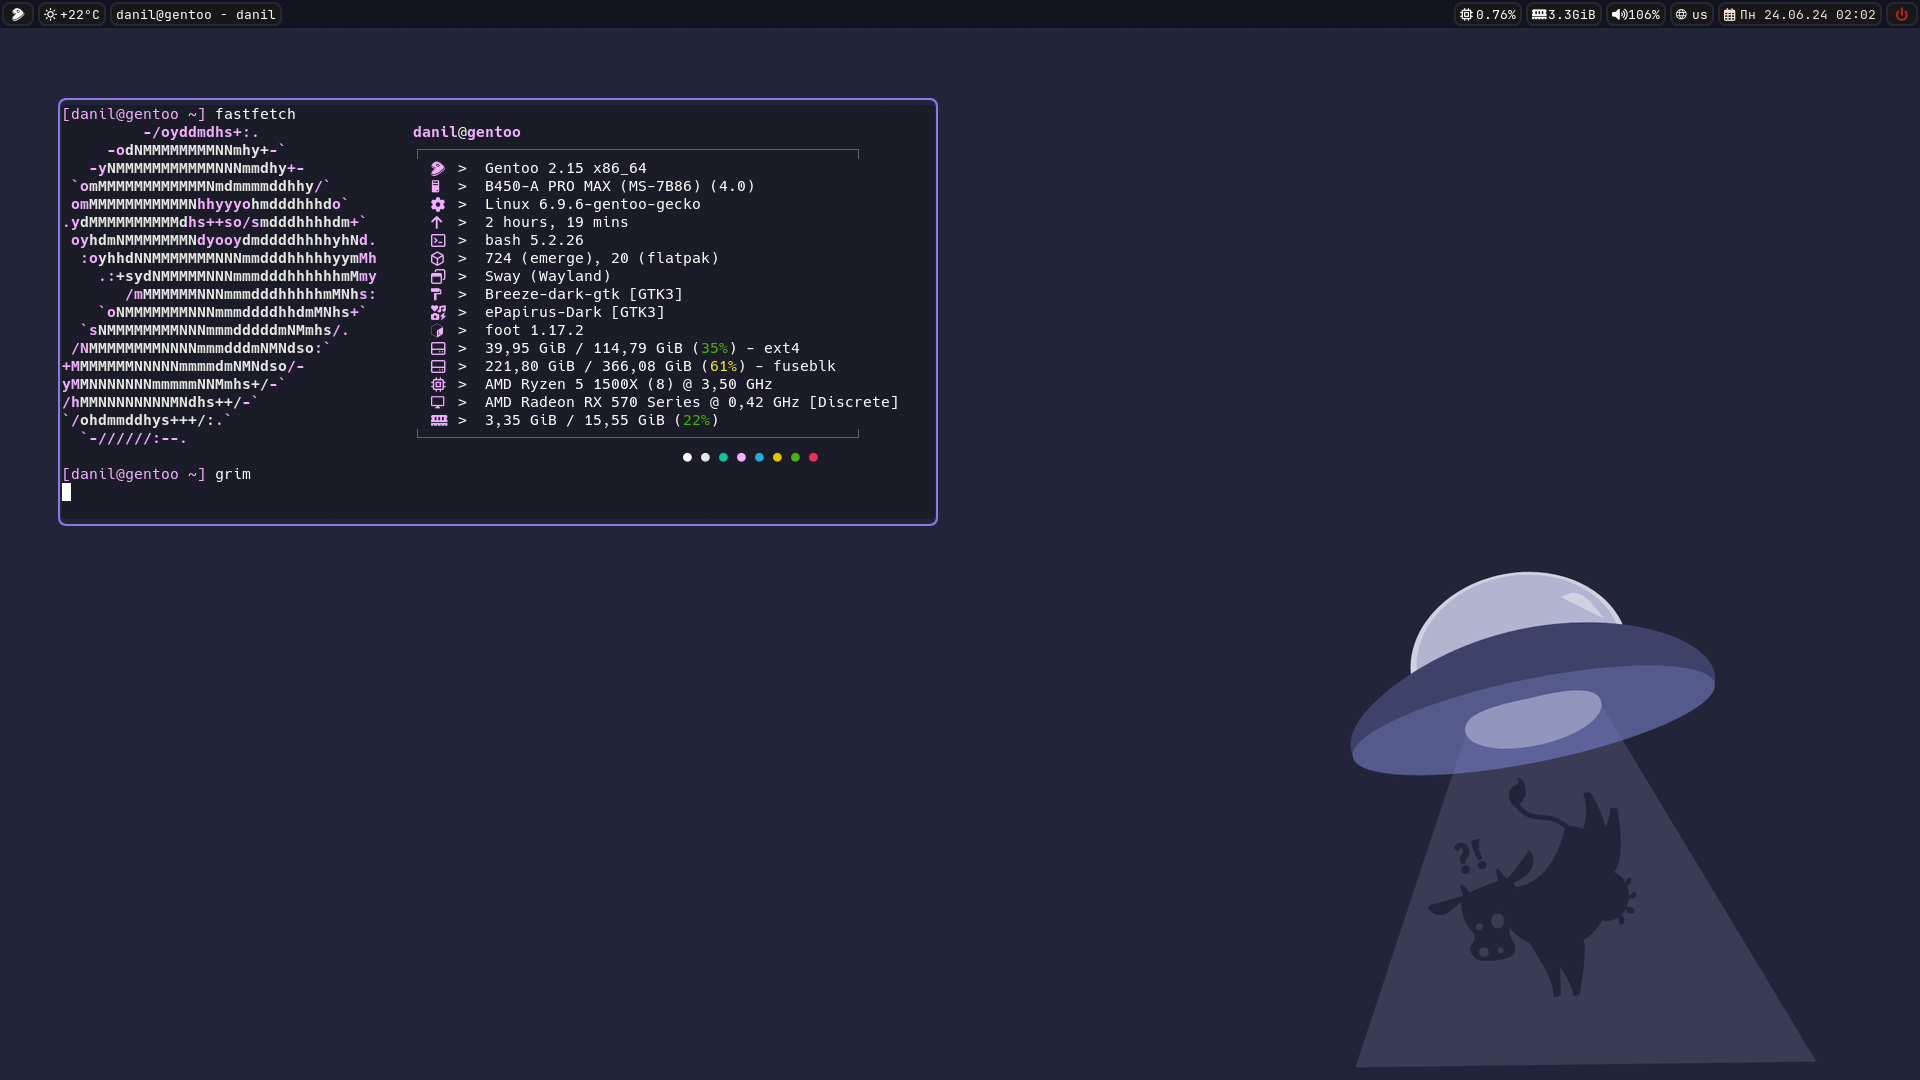 +22°C danil@gentoo - danil 0.76% 3.3GiB 106% us Пн 24.06.24 02:02
[danil@gentoo ~] fastfetch
-/oyddmdhs+:. danil@gentoo
-odNMMMMMMMMNNmhy+-`
-yNMMMMMMMMMMMNNNmmdhy+- > Gentoo 2.15 x86_64
`omMMMMMMMMMMMMNmdmmmmddhhy/` > B450-A PRO MAX (MS-7B86) (4.0)
omMMMMMMMMMMMNhhyyyohmdddhhhdo` > Linux 6.9.6-gentoo-gecko
.ydMMMMMMMMMMdhs++so/smdddhhhhdm+` > 2 hours, 19 mins
oyhdmNMMMMMMMNdyooydmddddhhhhyhNd. > bash 5.2.26
:oyhhdNNMMMMMMMNNNmmdddhhhhhyymMh > 724 (emerge), 20 (flatpak)
.:+sydNMMMMMNNNmmmdddhhhhhhmMmy > Sway (Wayland)
/mMMMMMMNNNmmmdddhhhhhmMNhs: > Breeze-dark-gtk [GTK3]
`oNMMMMMMMNNNmmmddddhhdmMNhs+` > ePapirus-Dark [GTK3]
`sNMMMMMMMMNNNmmmdddddmNMmhs/. > foot 1.17.2
/NMMMMMMMMNNNNmmmdddmNMNdso:` > 39,95 GiB / 114,79 GiB (35%) - ext4
+MMMMMMMNNNNNmmmmdmNMNdso/- > 221,80 GiB / 366,08 GiB (61%) - fuseblk
yMMNNNNNNNmmmmmNNMmhs+/-` > AMD Ryzen 5 1500X (8) @ 3,50 GHz
/hMMNNNNNNNNMNdhs++/-` > AMD Radeon RX 570 Series @ 0,42 GHz [Discrete]
`/ohdmmddhys+++/:.` > 3,35 GiB / 15,55 GiB (22%)
`-//////:--.
[danil@gentoo ~] grim
?!